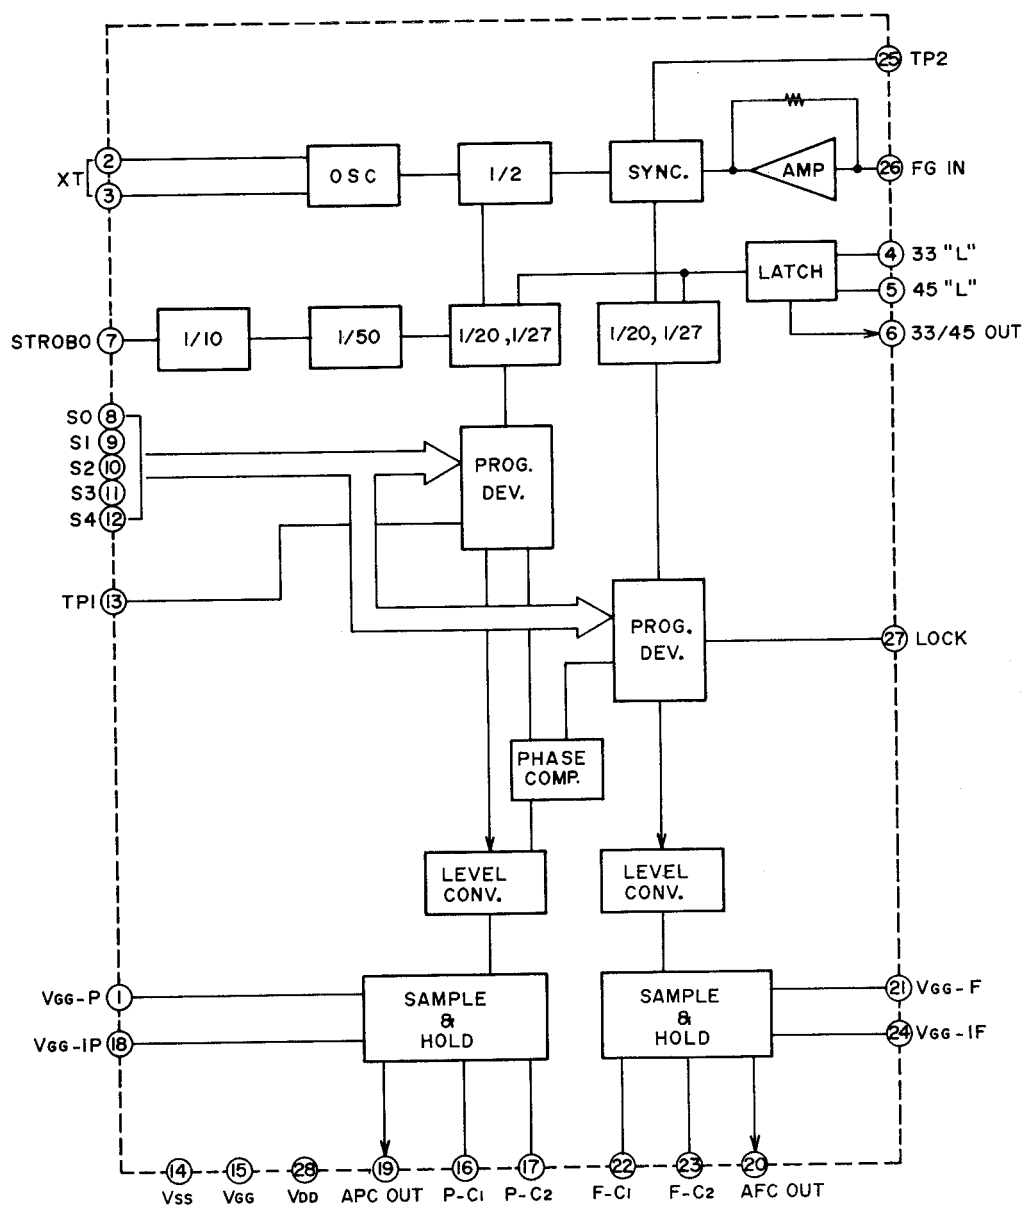 25 TP2
2
XT
3
OSC
1/2
SYNC.
AMP
26 FG IN
4 33 "L"
LATCH
5 45 "L"
STROBO 7
1/10
1/50
1/20, 1/27
1/20, 1/27
6 33/45 OUT
S0 8
S1 9
S2 10
S3 11
S4 12
PROG.
DEV.
TP1 13
PROG.
DEV.
27 LOCK
PHASE
COMP.
LEVEL
CONV.
LEVEL
CONV.
VGG-P 1
VGG-1P 18
SAMPLE
&
HOLD
SAMPLE
&
HOLD
21 VGG-F
24 VGG-1F
14 15 28 19 16 17 22 23 20
VSS VGG VDD APC OUT P-C1 P-C2 F-C1 F-C2 AFC OUT